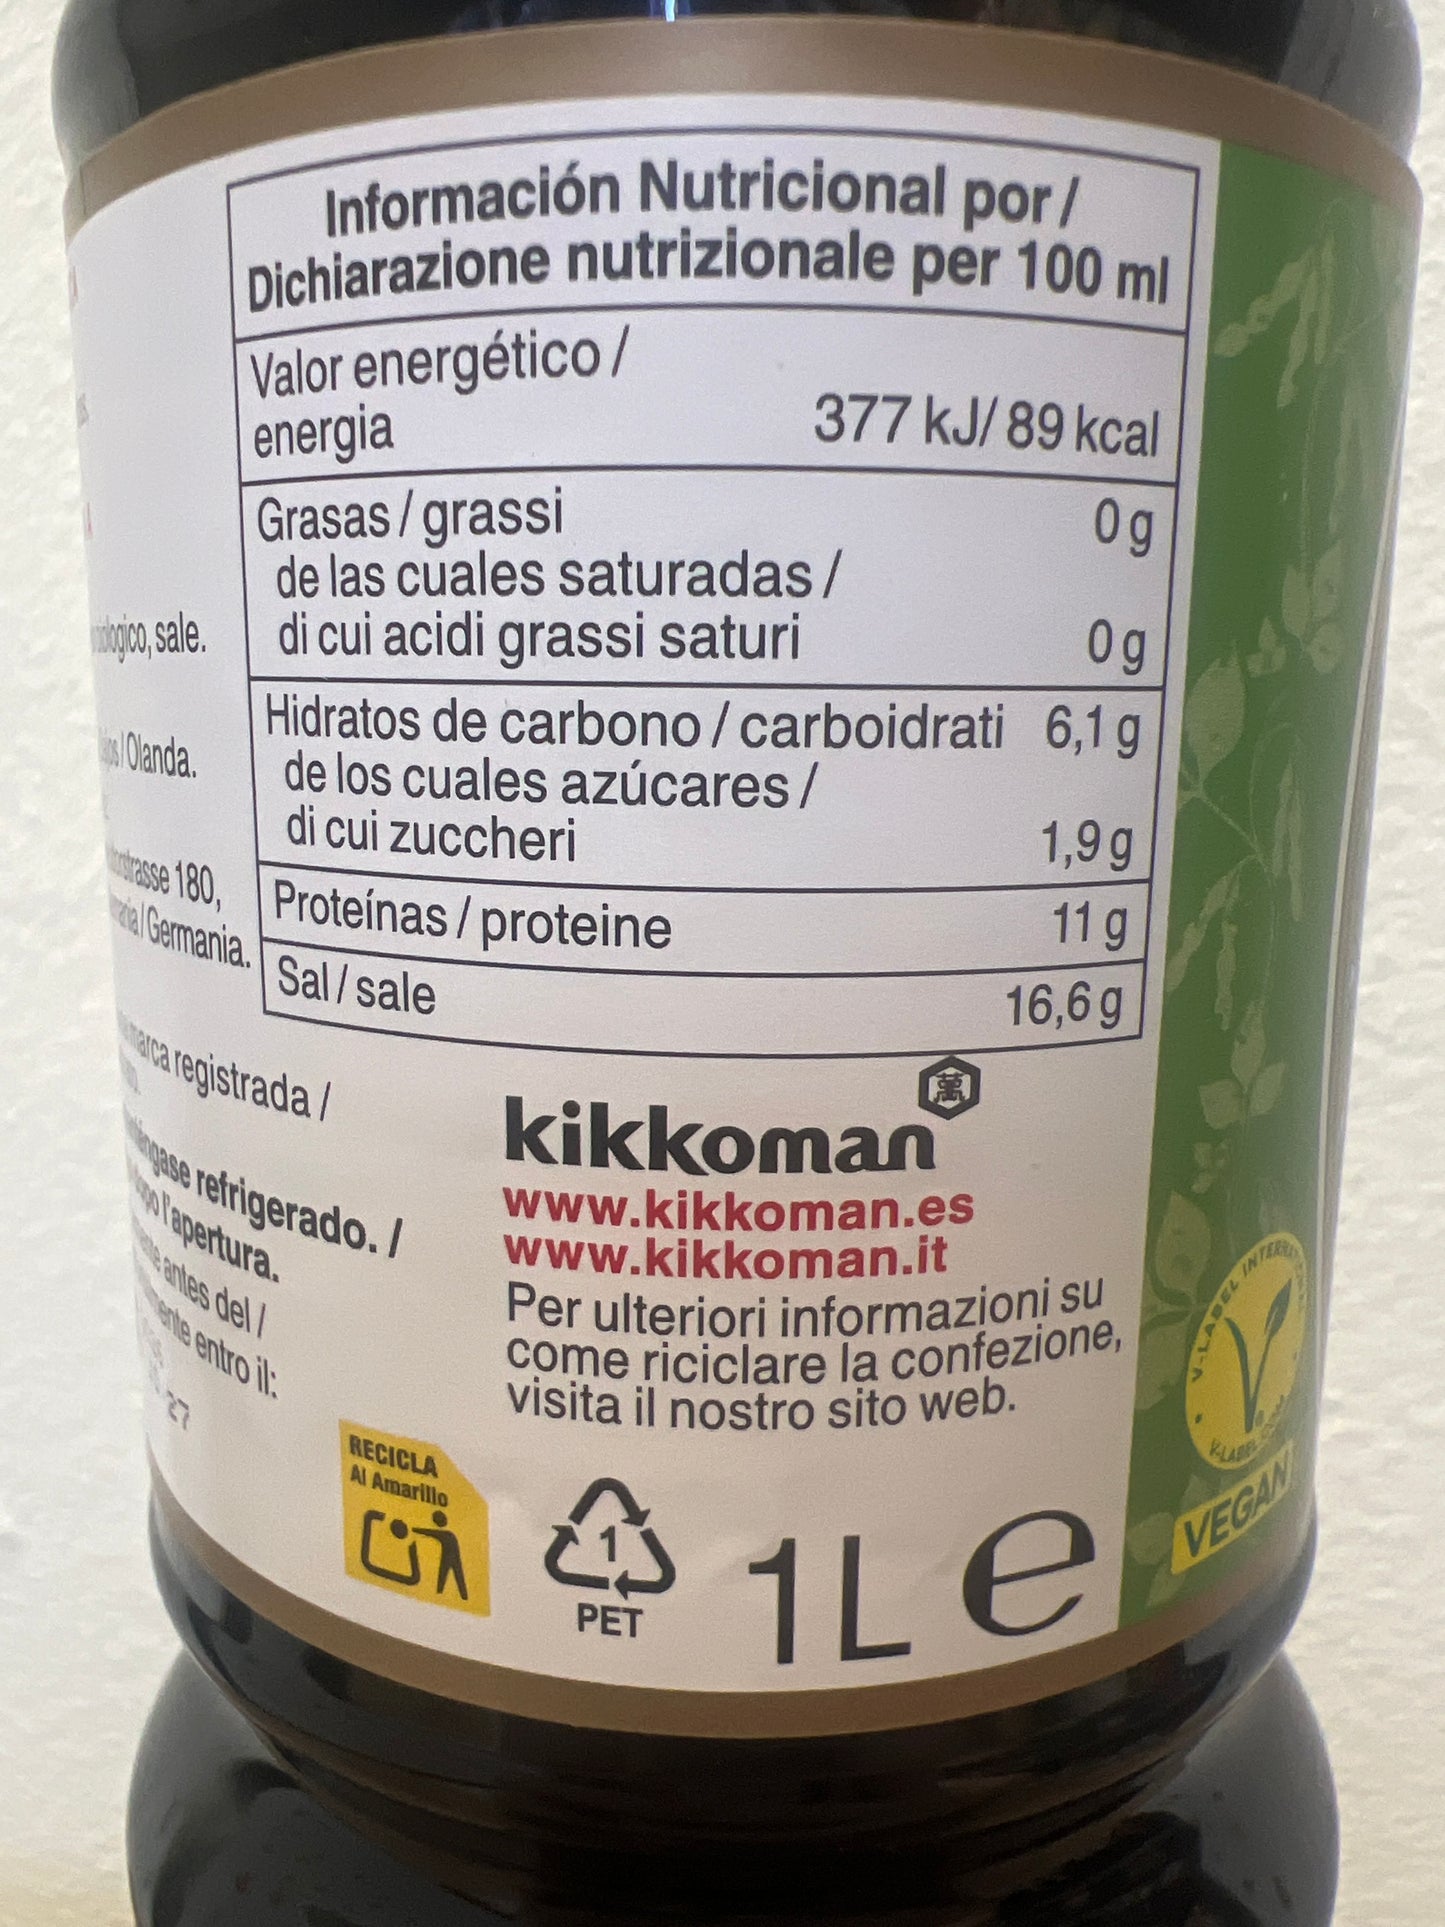 Información Nutricional por /
Dichiarazione nutrizionale per 100 ml
Valor energético /
energia 377 kJ/ 89 kcal
Grasas / grassi 0 g
de las cuales saturadas /
di cui acidi grassi saturi 0 g
Hidratos de carbono / carboidrati 6,1 g
de los cuales azúcares /
di cui zuccheri 1,9 g
Proteínas / proteine 11 g
Sal / sale 16,6 g
sale.
/ Olanda.
180,
/ Germania.
marca registrada /
refrigerado. /
l'apertura.
antes del /
entro il:
27
kikkoman
萬
www.kikkoman.es
www.kikkoman.it
Per ulteriori informazioni su
come riciclare la confezione,
visita il nostro sito web.
RECICLA
Al Amarillo
1
PET
1L e
V-LABEL
VEGAN